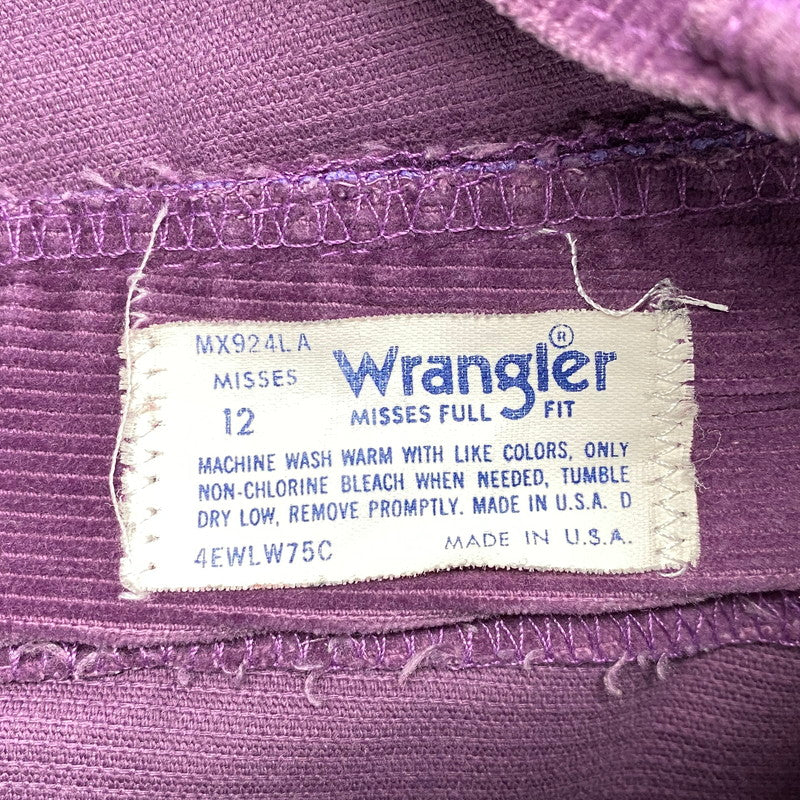 MX924LA
MISSES
12
Wrangler®
MISSES FULL FIT
MACHINE WASH WARM WITH LIKE COLORS, ONLY
NON-CHLORINE BLEACH WHEN NEEDED, TUMBLE
DRY LOW, REMOVE PROMPTLY. MADE IN U.S.A. D
4EWLW75C MADE IN U.S.A.